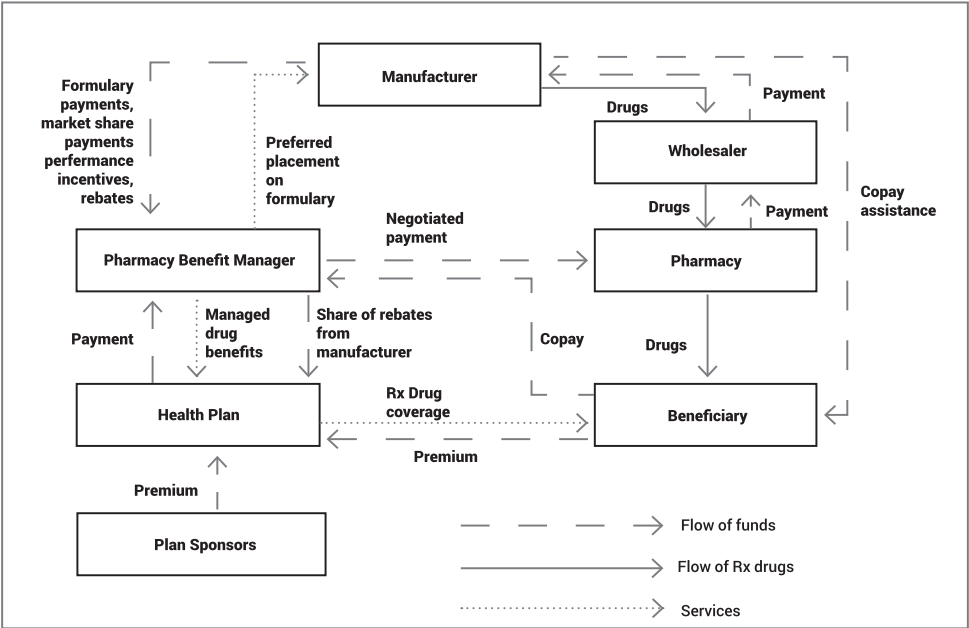 Manufacturer
Formulary
payments,
market share
payments
performance
incentives,
rebates
Preferred
placement
on
formulary
Drugs
Payment
Wholesaler
Copay
assistance
Drugs
Payment
Negotiated
payment
Pharmacy Benefit Manager
Pharmacy
Payment
Managed
drug
benefits
Share of rebates
from
manufacturer
Copay
Drugs
Health Plan
Rx Drug
coverage
Beneficiary
Premium
Premium
Plan Sponsors
Flow of funds
Flow of Rx drugs
Services